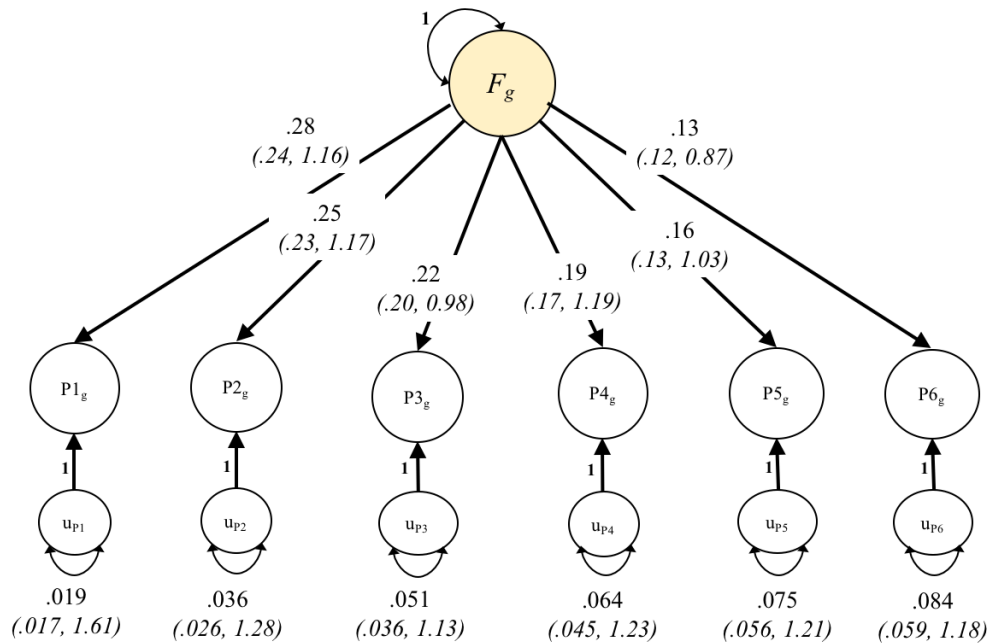 1
F_g
.28
(.24, 1.16)
.13
(.12, 0.87)
.25
(.23, 1.17)
.16
(.13, 1.03)
.22
(.20, 0.98)
.19
(.17, 1.19)
P1_g P2_g P3_g P4_g P5_g P6_g
1 1 1 1 1 1
u_P1 u_P2 u_P3 u_P4 u_P5 u_P6
.019 .036 .051 .064 .075 .084
(.017, 1.61) (.026, 1.28) (.036, 1.13) (.045, 1.23) (.056, 1.21) (.059, 1.18)